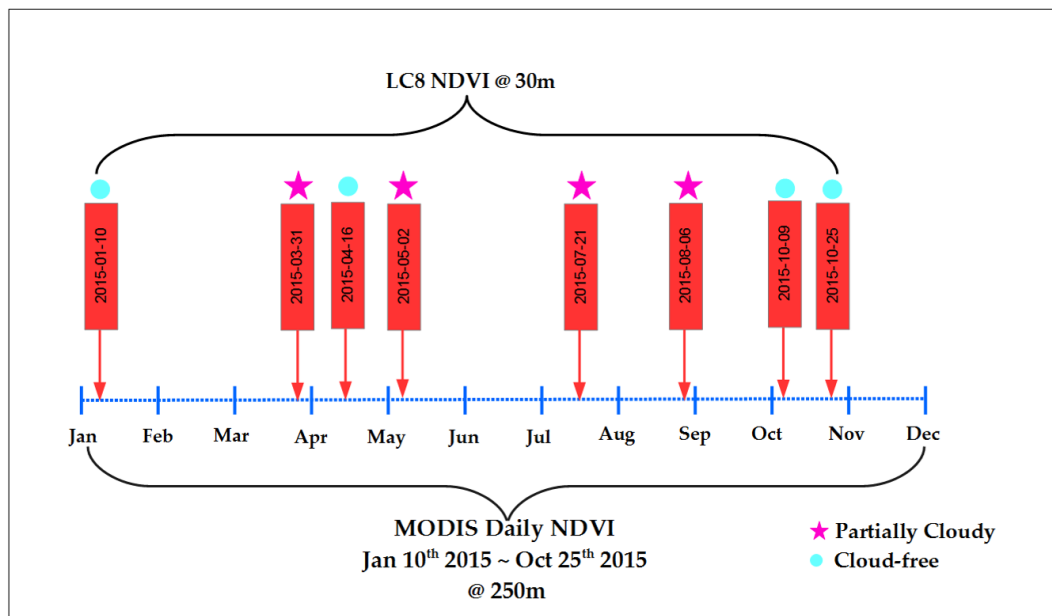 LC8 NDVI @ 30m
2015-01-10
2015-03-31
2015-04-16
2015-05-02
2015-07-21
2015-08-06
2015-10-09
2015-10-25
Jan Feb Mar Apr May Jun Jul Aug Sep Oct Nov Dec
MODIS Daily NDVI
Jan 10th 2015 ~ Oct 25th 2015
@ 250m
Partially Cloudy
Cloud-free